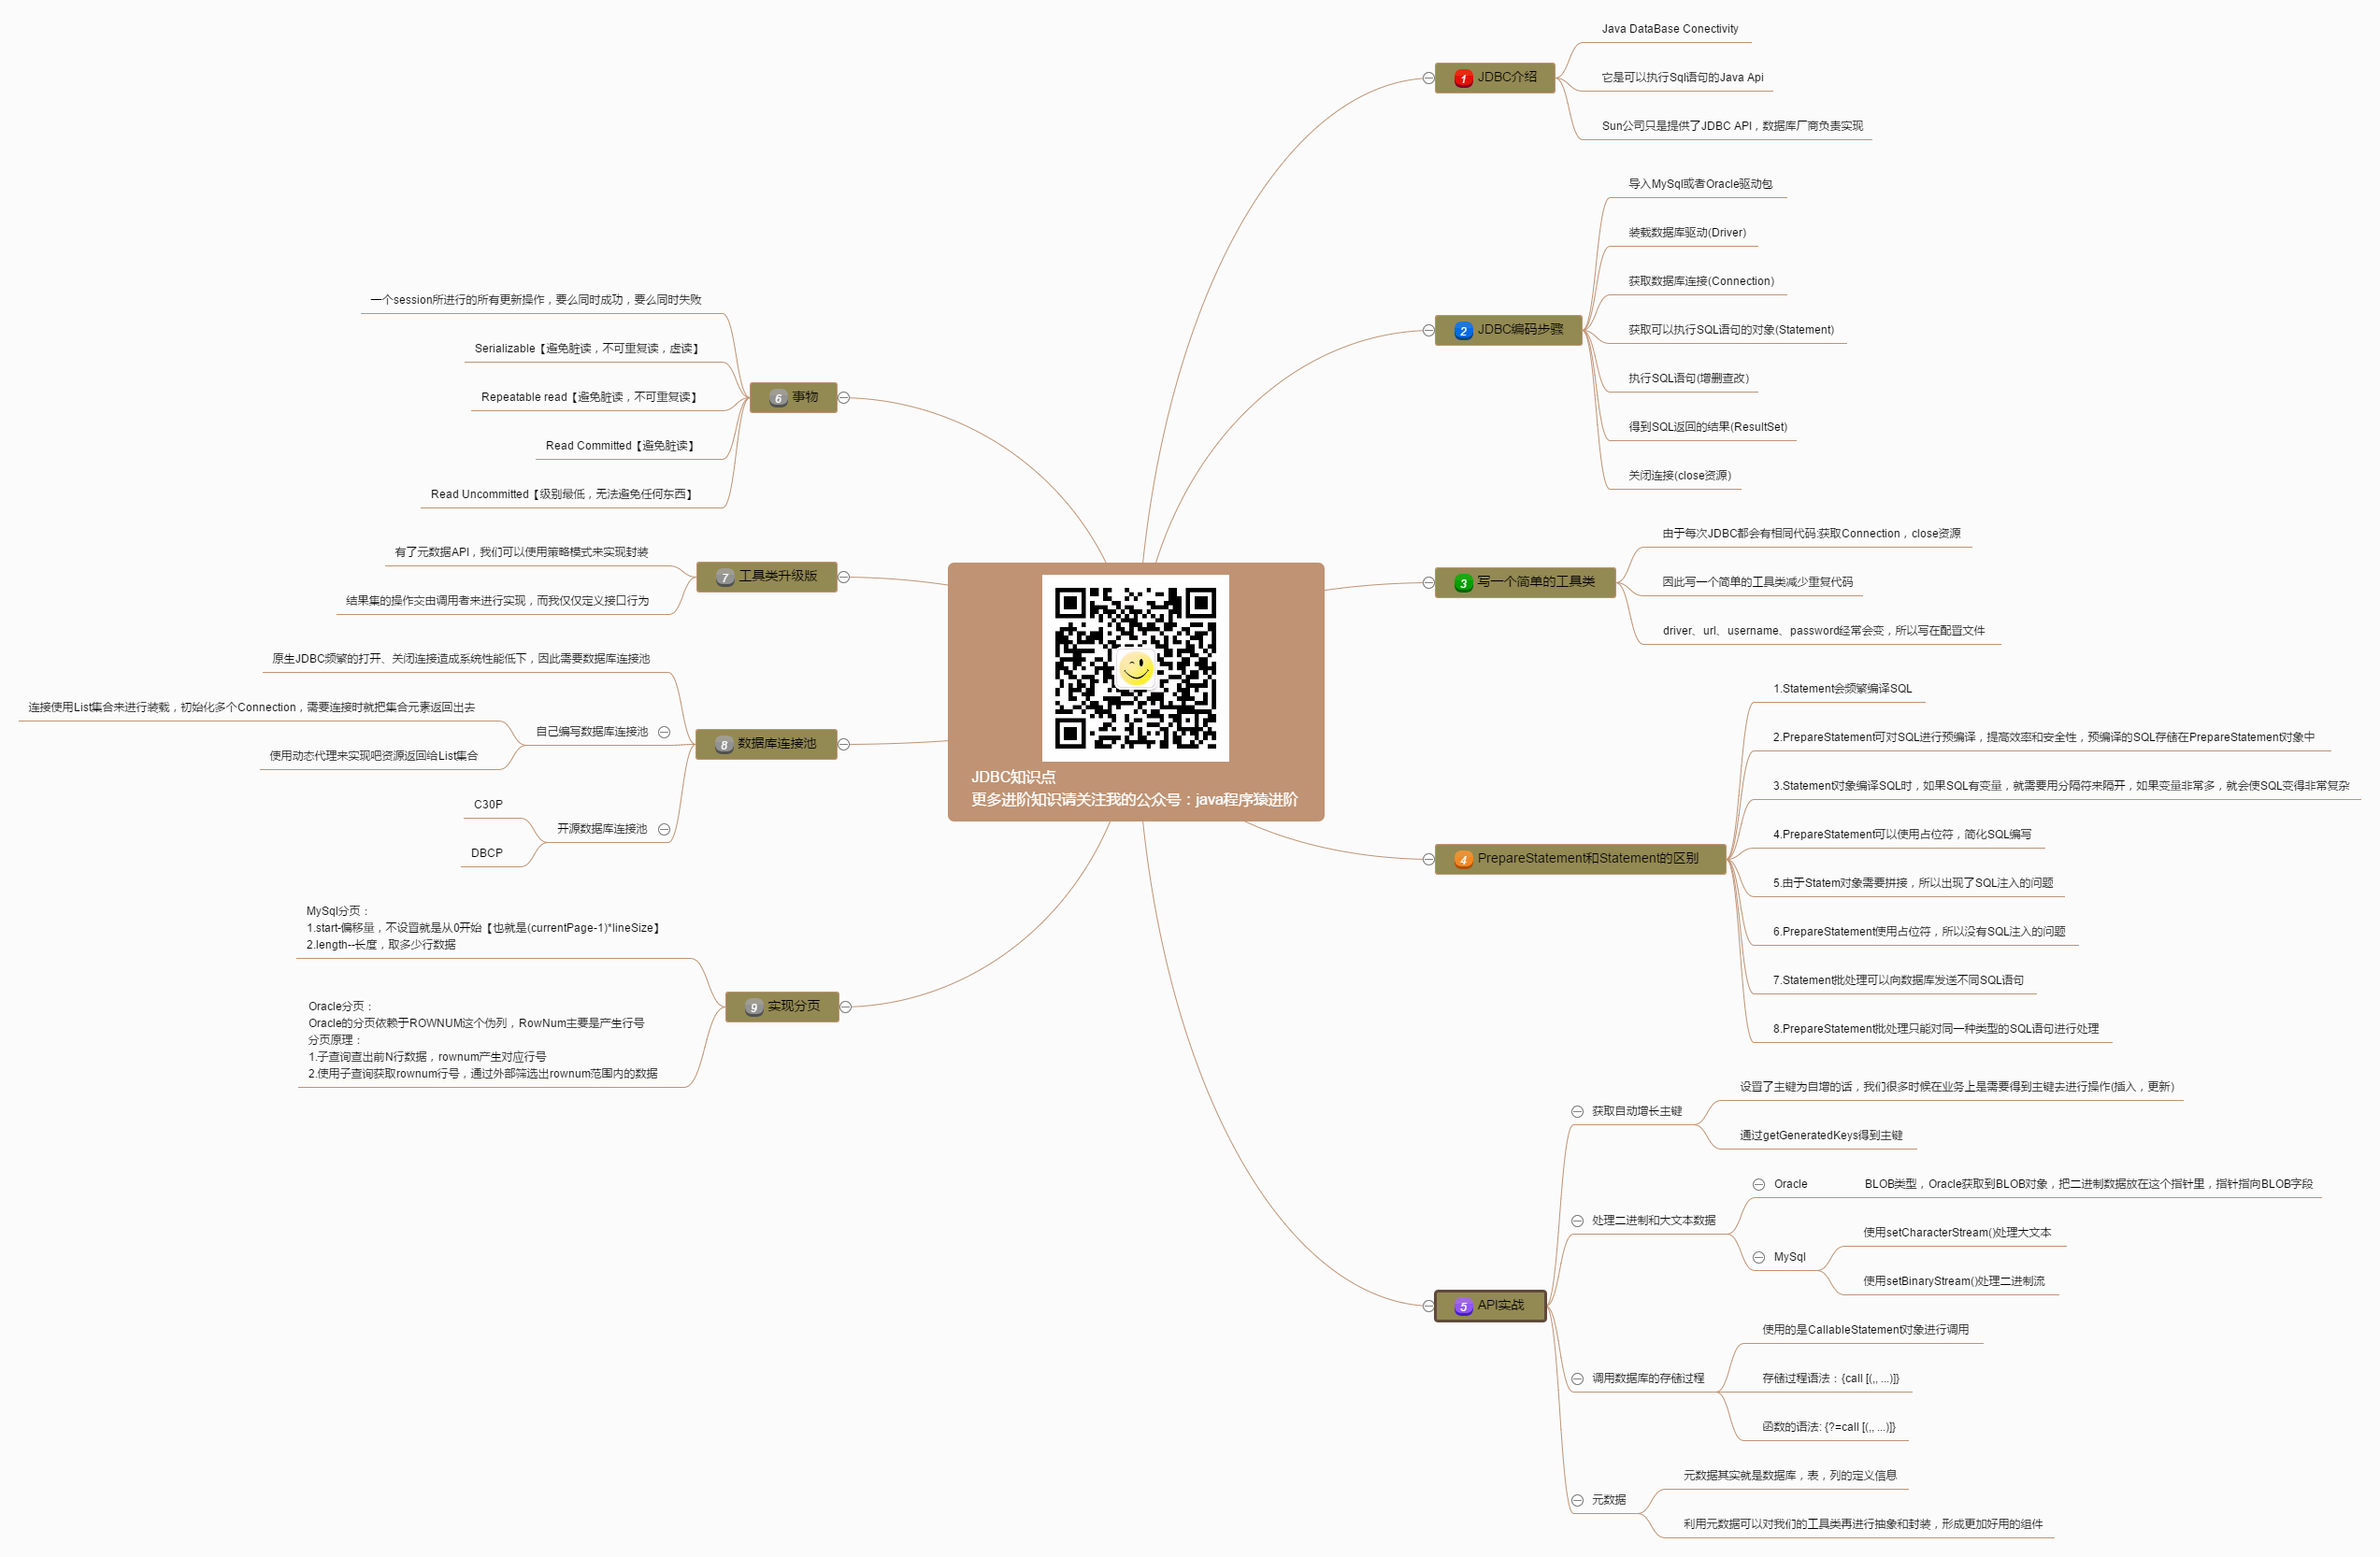 JDBC知识点
更多进阶知识请关注我的公众号：java程序猿进阶
1 JDBC介绍
Java DataBase Conectivity
它是可以执行Sql语句的Java Api
Sun公司只是提供了JDBC API，数据库厂商负责实现
2 JDBC编码步骤
导入MySql或者Oracle驱动包
装载数据库驱动(Driver)
获取数据库连接(Connection)
获取可以执行SQL语句的对象(Statement)
执行SQL语句(增删查改)
得到SQL返回的结果(ResultSet)
关闭连接(close资源)
3 写一个简单的工具类
由于每次JDBC都会有相同代码:获取Connection，close资源
因此写一个简单的工具类减少重复代码
driver、url、username、password经常会变，所以写在配置文件
4 PrepareStatement和Statement的区别
1.Statement会频繁编译SQL
2.PrepareStatement可对SQL进行预编译，提高效率和安全性，预编译的SQL存储在PrepareStatement对象中
3.Statement对象编译SQL时，如果SQL有变量，就需要用分隔符来隔开，如果变量非常多，就会使SQL变得非常复杂
4.PrepareStatement可以使用占位符，简化SQL编写
5.由于Statem对象需要拼接，所以出现了SQL注入的问题
6.PrepareStatement使用占位符，所以没有SQL注入的问题
7.Statement批处理可以向数据库发送不同SQL语句
8.PrepareStatement批处理只能对同一种类型的SQL语句进行处理
5 API实战
获取自动增长主键
设置了主键为自增的话，我们很多时候在业务上是需要得到主键去进行操作(插入，更新)
通过getGeneratedKeys得到主键
处理二进制和大文本数据
Oracle
BLOB类型，Oracle获取到BLOB对象，把二进制数据放在这个指针里，指针指向BLOB字段
MySql
使用setCharacterStream()处理大文本
使用setBinaryStream()处理二进制流
调用数据库的存储过程
使用的是CallableStatement对象进行调用
存储过程语法：{call [(,, ...)]}
函数的语法: {?=call [(,, ...)]}
元数据
元数据其实就是数据库，表，列的定义信息
利用元数据可以对我们的工具类再进行抽象和封装，形成更加好用的组件
6 事物
一个session所进行的所有更新操作，要么同时成功，要么同时失败
Serializable【避免脏读，不可重复读，虚读】
Repeatable read【避免脏读，不可重复读】
Read Committed【避免脏读】
Read Uncommitted【级别最低，无法避免任何东西】
7 工具类升级版
有了元数据API，我们可以使用策略模式来实现封装
结果集的操作交由调用者来进行实现，而我仅仅定义接口行为
8 数据库连接池
原生JDBC频繁的打开、关闭连接造成系统性能低下，因此需要数据库连接池
自己编写数据库连接池
连接使用List集合来进行装载，初始化多个Connection，需要连接时就把集合元素返回出去
使用动态代理来实现吧资源返回给List集合
开源数据库连接池
C30P
DBCP
9 实现分页
MySql分页：
1.start-偏移量，不设置就是从0开始【也就是(currentPage-1)*lineSize】
2.length--长度，取多少行数据
Oracle分页：
Oracle的分页依赖于ROWNUM这个伪列，RowNum主要是产生行号
分页原理：
1.子查询查出前N行数据，rownum产生对应行号
2.使用子查询获取rownum行号，通过外部筛选出rownum范围内的数据